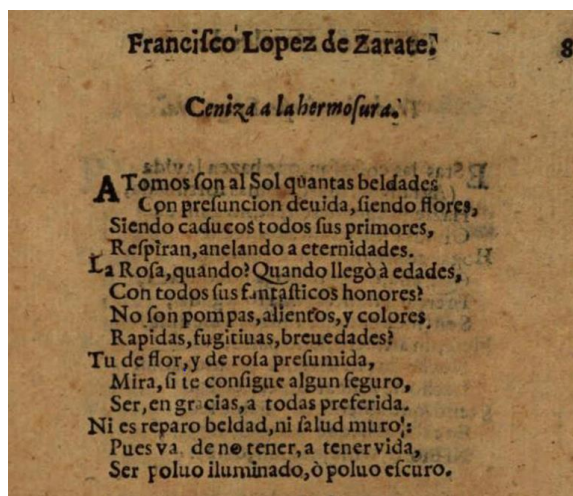 Franciſco Lopez de Zarate. 8
Ceniza a la hermoſura.
ATomos ſon al Sol quantas beldades
Con preſuncion deuida, ſiendo flores,
Siendo caducos todos ſus primores,
Reſpiran, anelando a eternidades.
La Roſa, quando? Quando llegò à edades,
Con todos ſus fantaſticos honores?
No ſon pompas, alientos, y colores,
Rapidas, fugitiuas, breuedades?
Tu de flor, y de roſa preſumida,
Mira, ſi te conſigue algun ſeguro,
Ser, en gracias, a todas preferida.
Ni es reparo beldad, ni ſalud muro:
Pues va de no tener, a tener vida,
Ser poluo iluminado, ò poluo eſcuro.